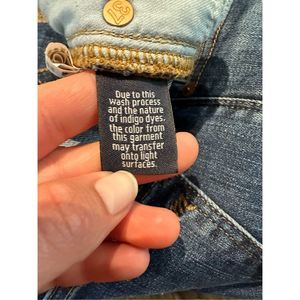 Due to this
wash process
and the nature
of indigo dyes.
the color from
this garment
may transfer
onto light
surfaces.